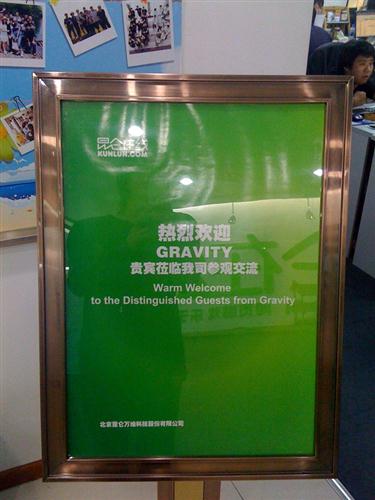 昆仑在线
KUNLUN.COM
热烈欢迎
GRAVITY
贵宾莅临我司参观交流
Warm Welcome
to the Distinguished Guests from Gravity
北京昆仑万维科技股份有限公司